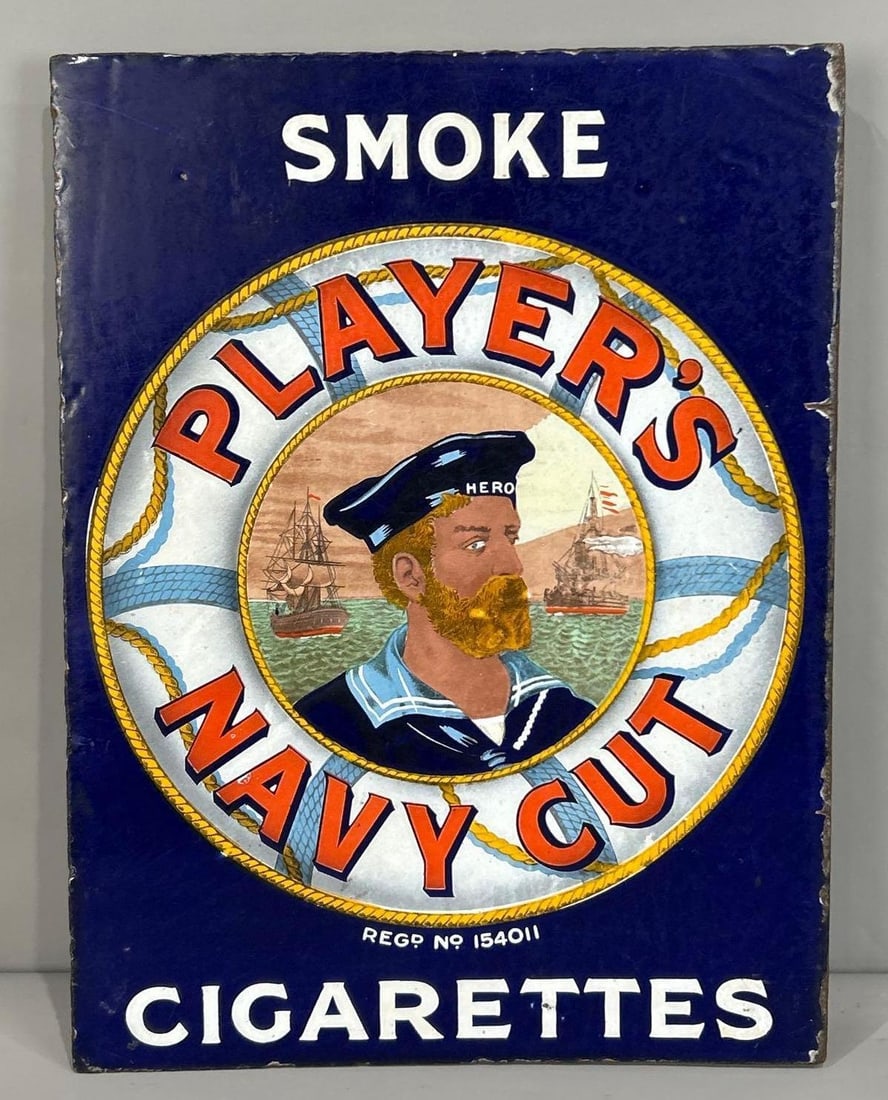 SMOKE
PLAYER'S
HERO
NAVY CUT
REGD NO 154011
CIGARETTES